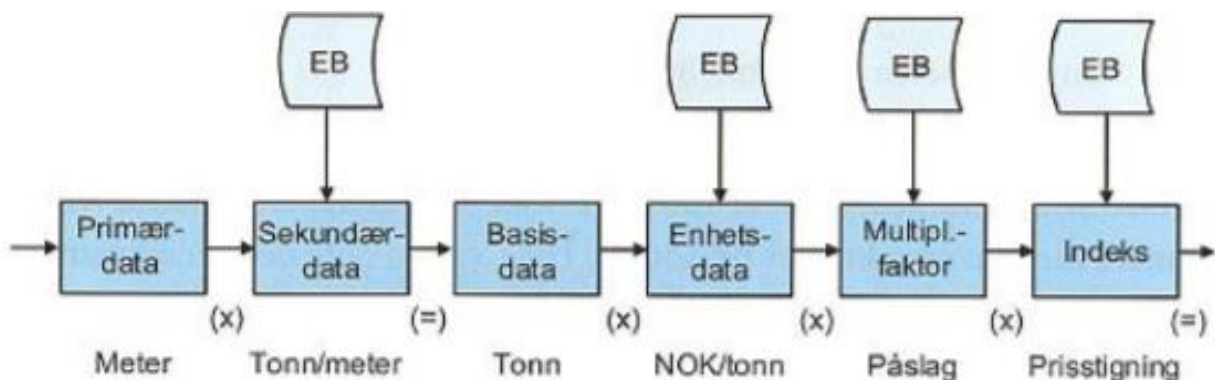 EB
EB
EB
EB
Primær-
data
Sekundær-
data
Basis-
data
Enhets-
data
Multipl.-
faktor
Indeks
(x)
(=)
(x)
(x)
(x)
(=)
Meter
Tonn/meter
Tonn
NOK/tonn
Påslag
Prisstigning